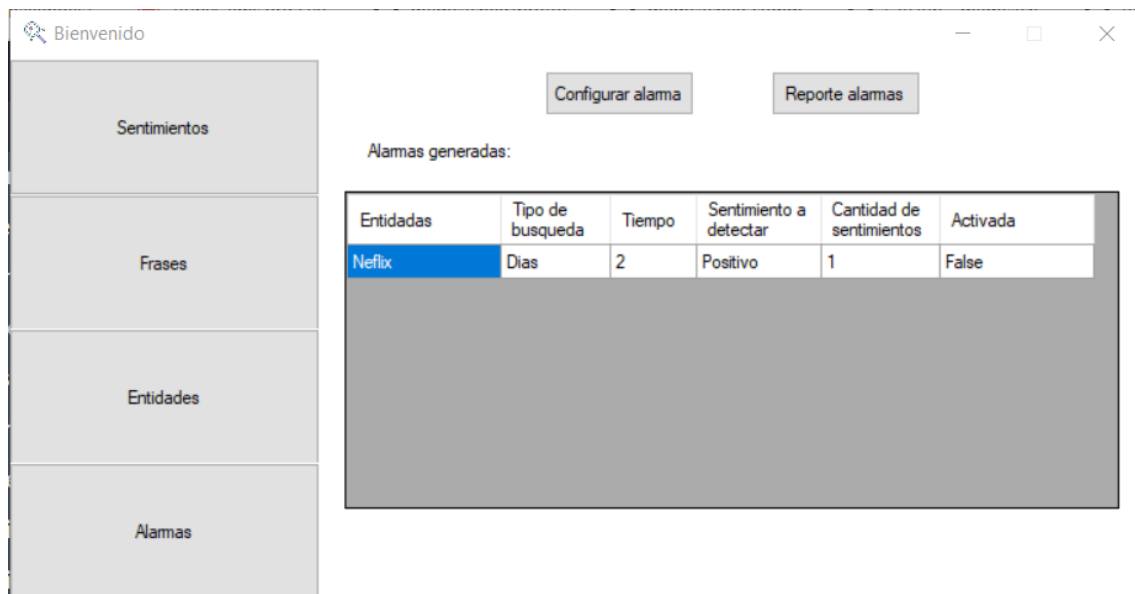 Bienvenido
Sentimientos
Frases
Entidades
Alarmas
Configurar alarma
Reporte alarmas
Alarmas generadas:
Entidadas
Tipo de
busqueda
Tiempo
Sentimiento a
detectar
Cantidad de
sentimientos
Activada
Neflix
Dias
2
Positivo
1
False